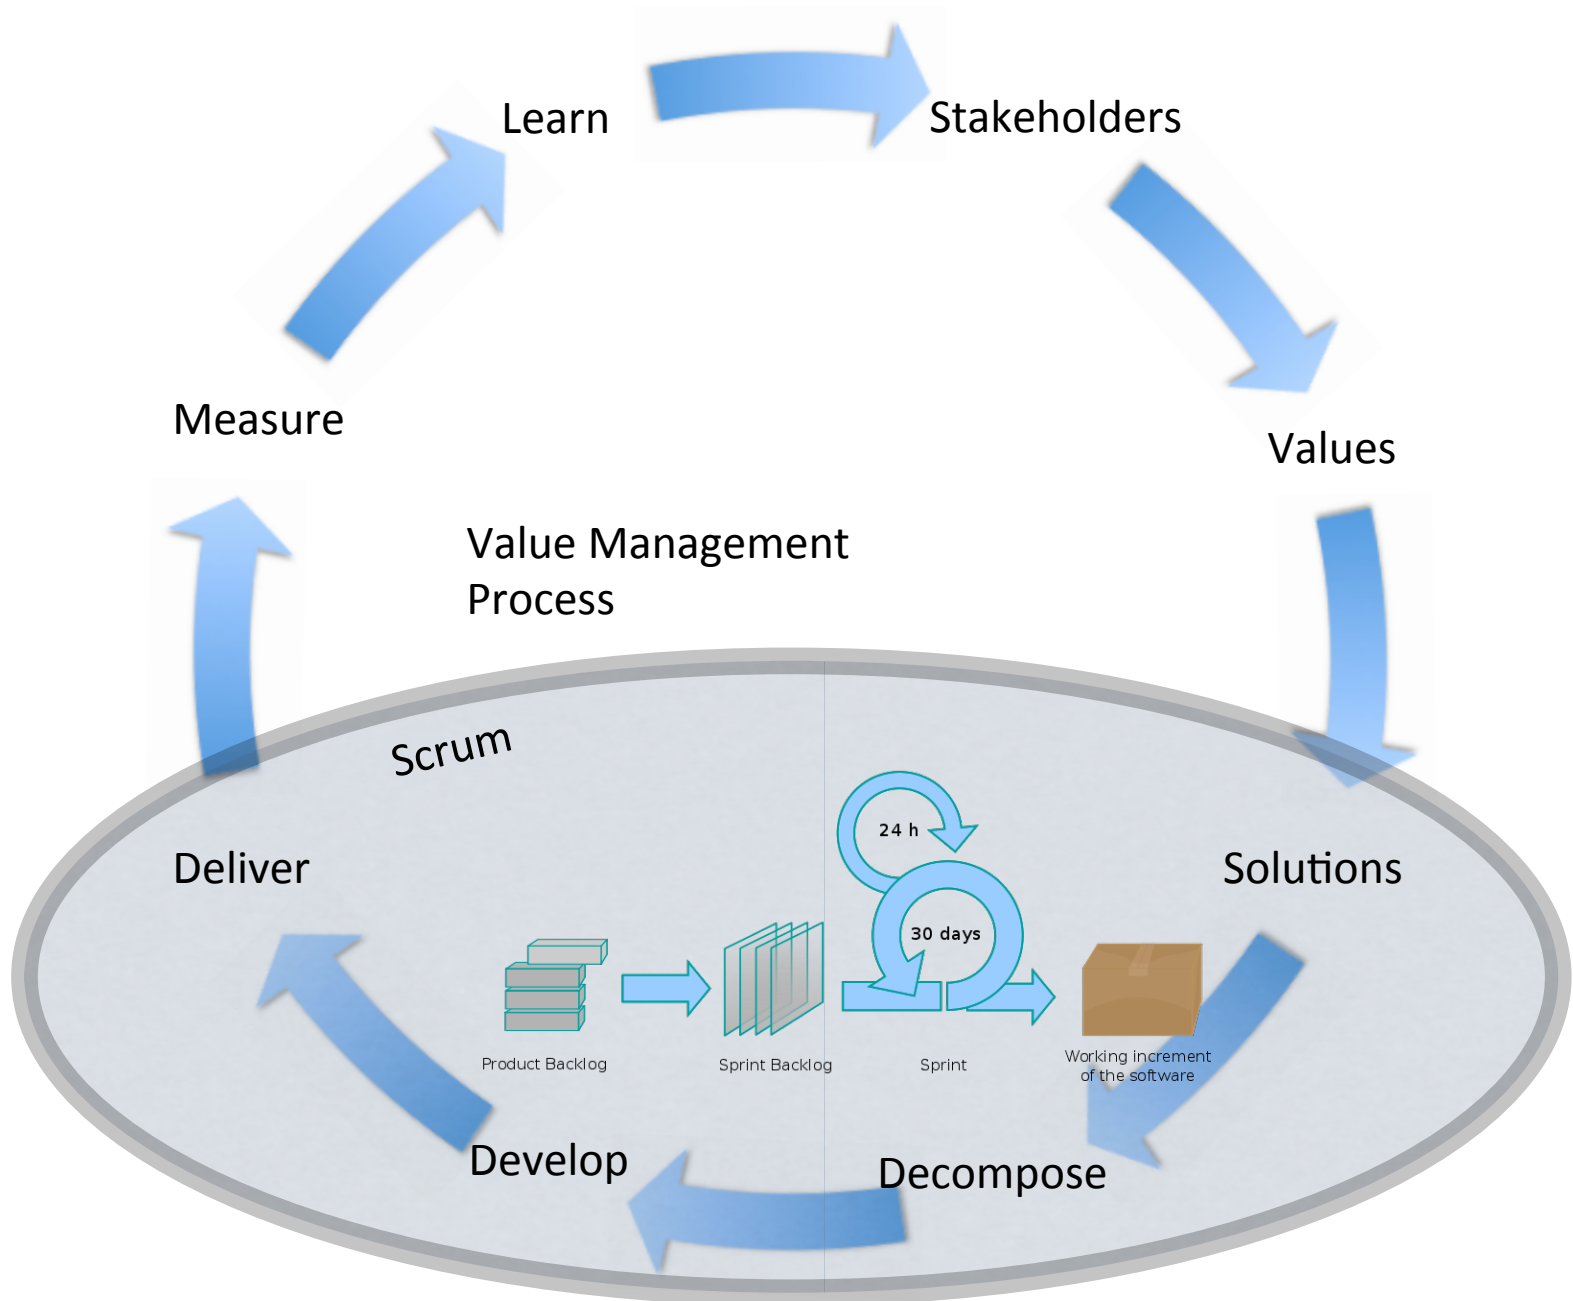 Learn
Stakeholders
Measure
Values
Value Management
Process
Scrum
24 h
Deliver
Solutions
30 days
Product Backlog
Sprint Backlog
Sprint
Working increment
of the software
Develop
Decompose